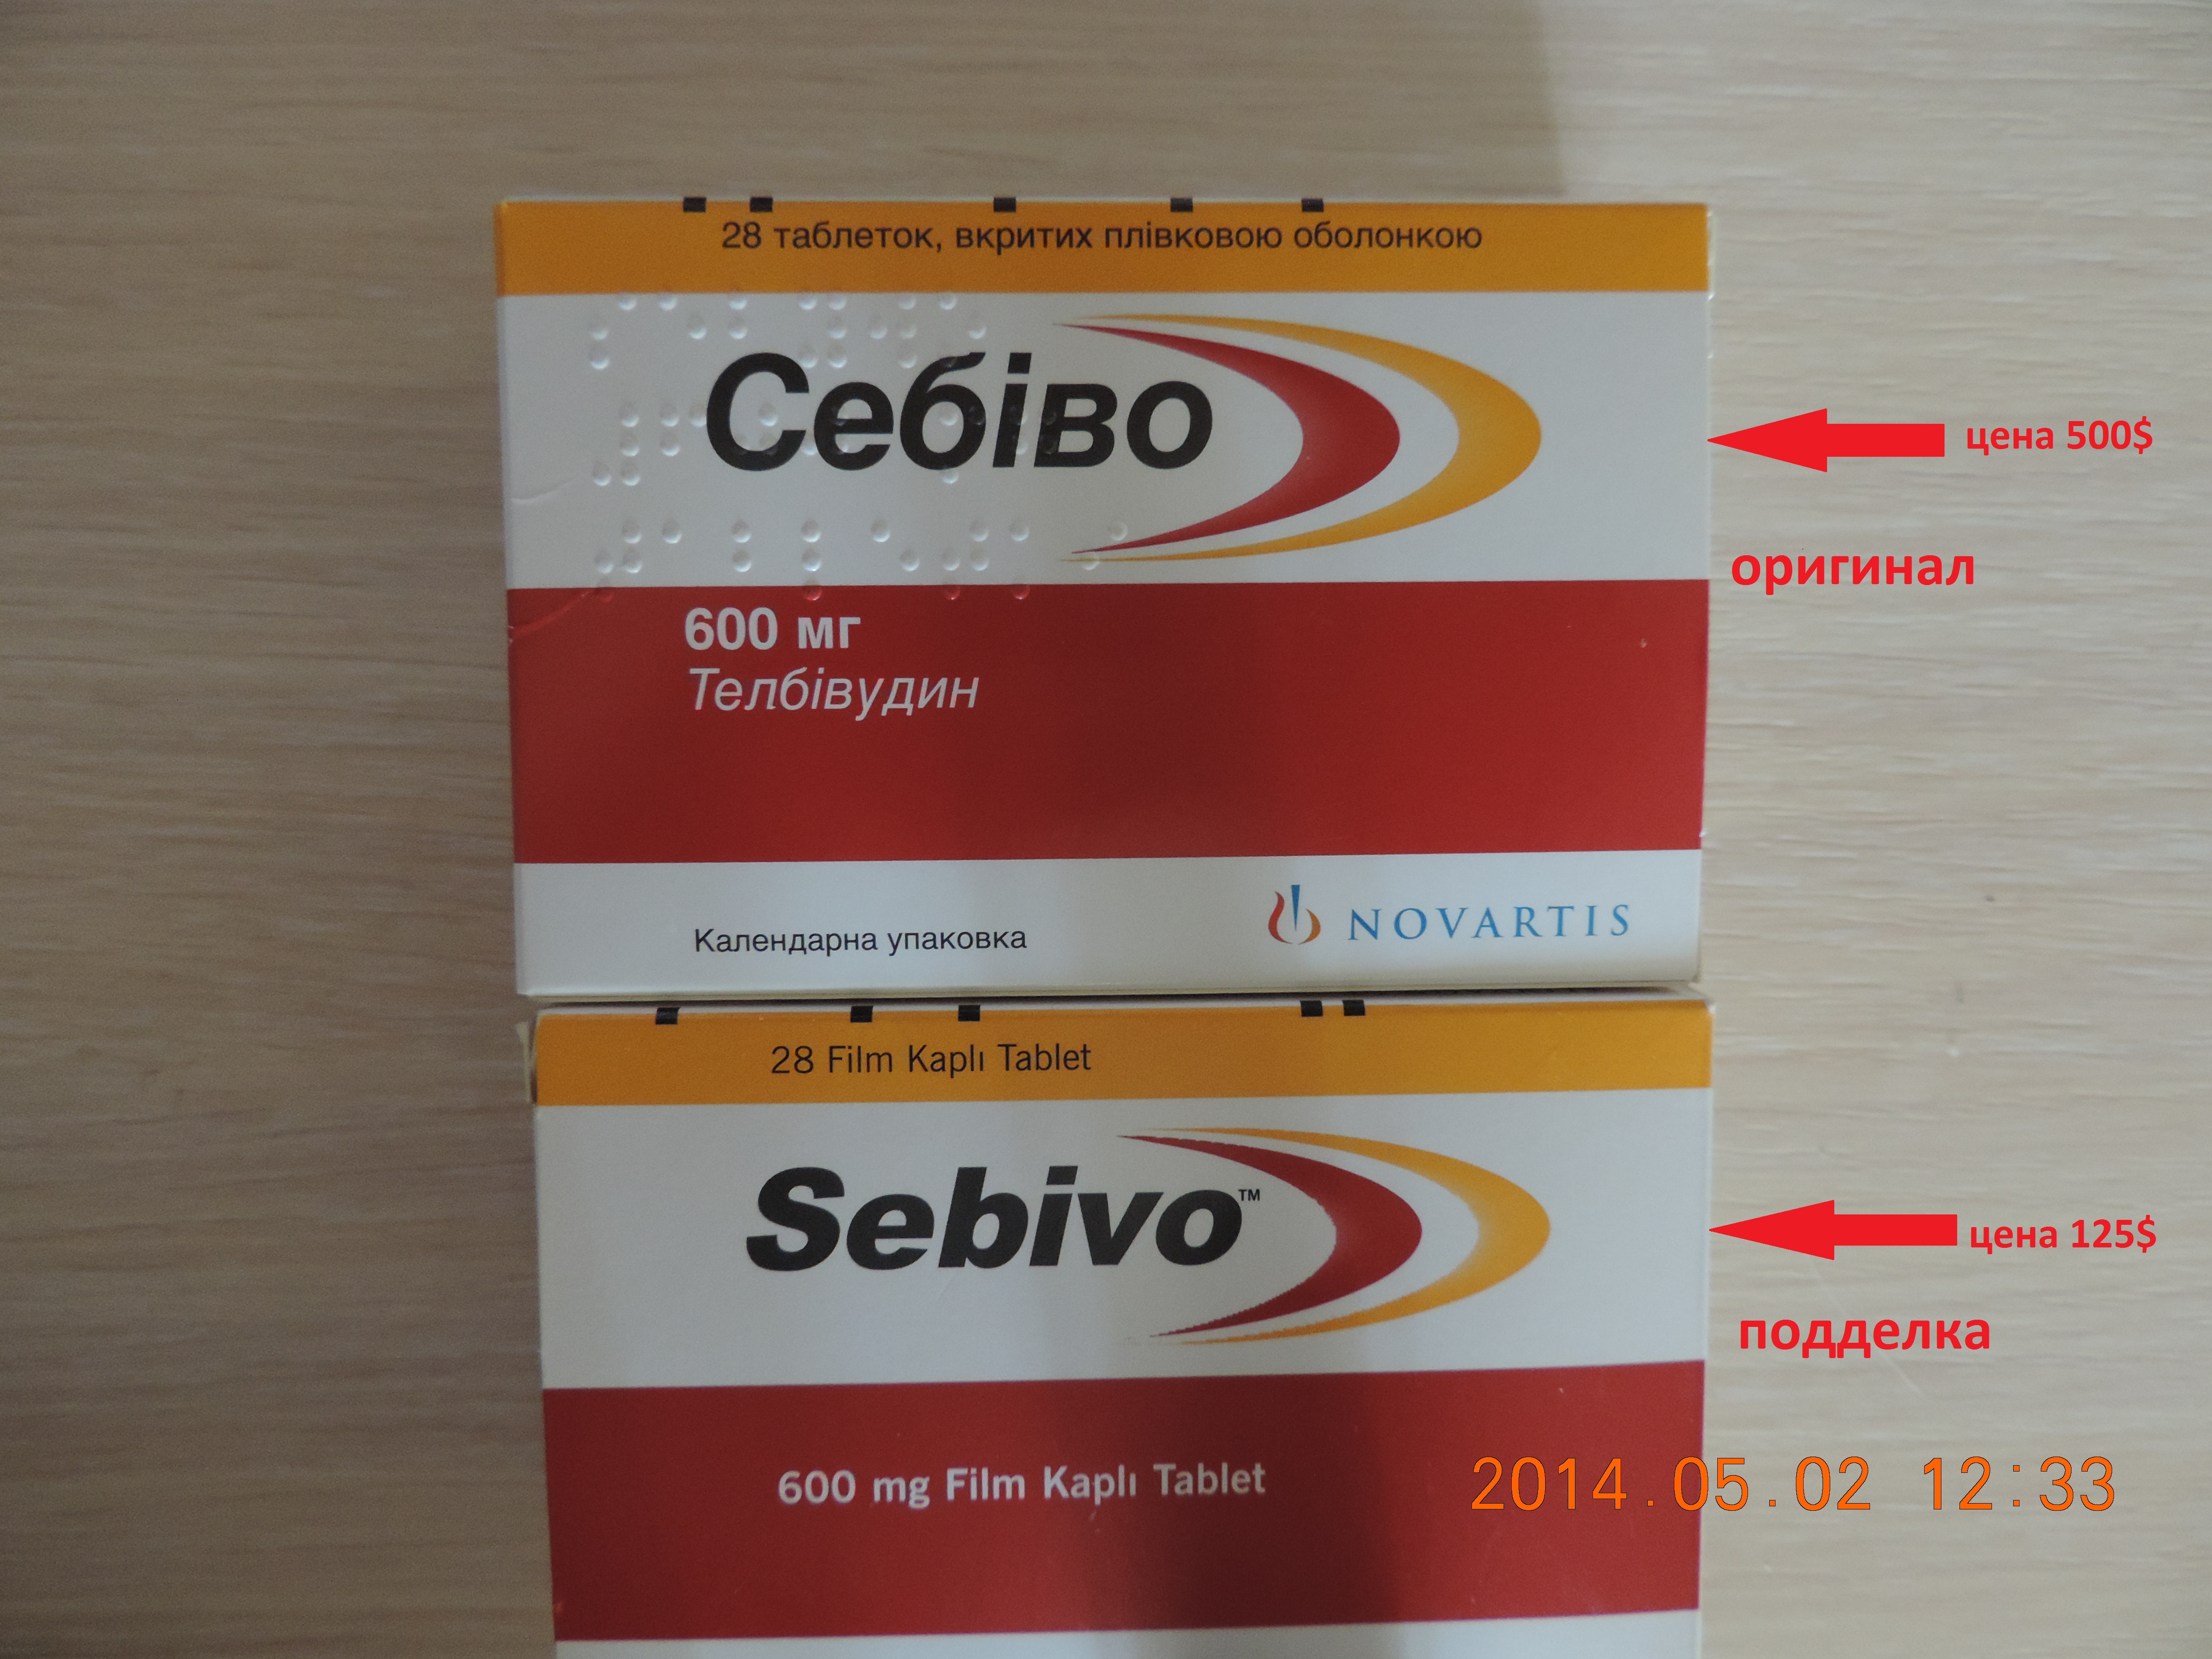 28 таблеток, вкритих плівковою оболонкою
Себіво
цена 500$
оригинал
600 мг
Телбівудин
Календарна упаковка
NOVARTIS
28 Film Kaplı Tablet
Sebivo™
цена 125$
подделка
600 mg Film Kaplı Tablet
2014.05.02 12:33